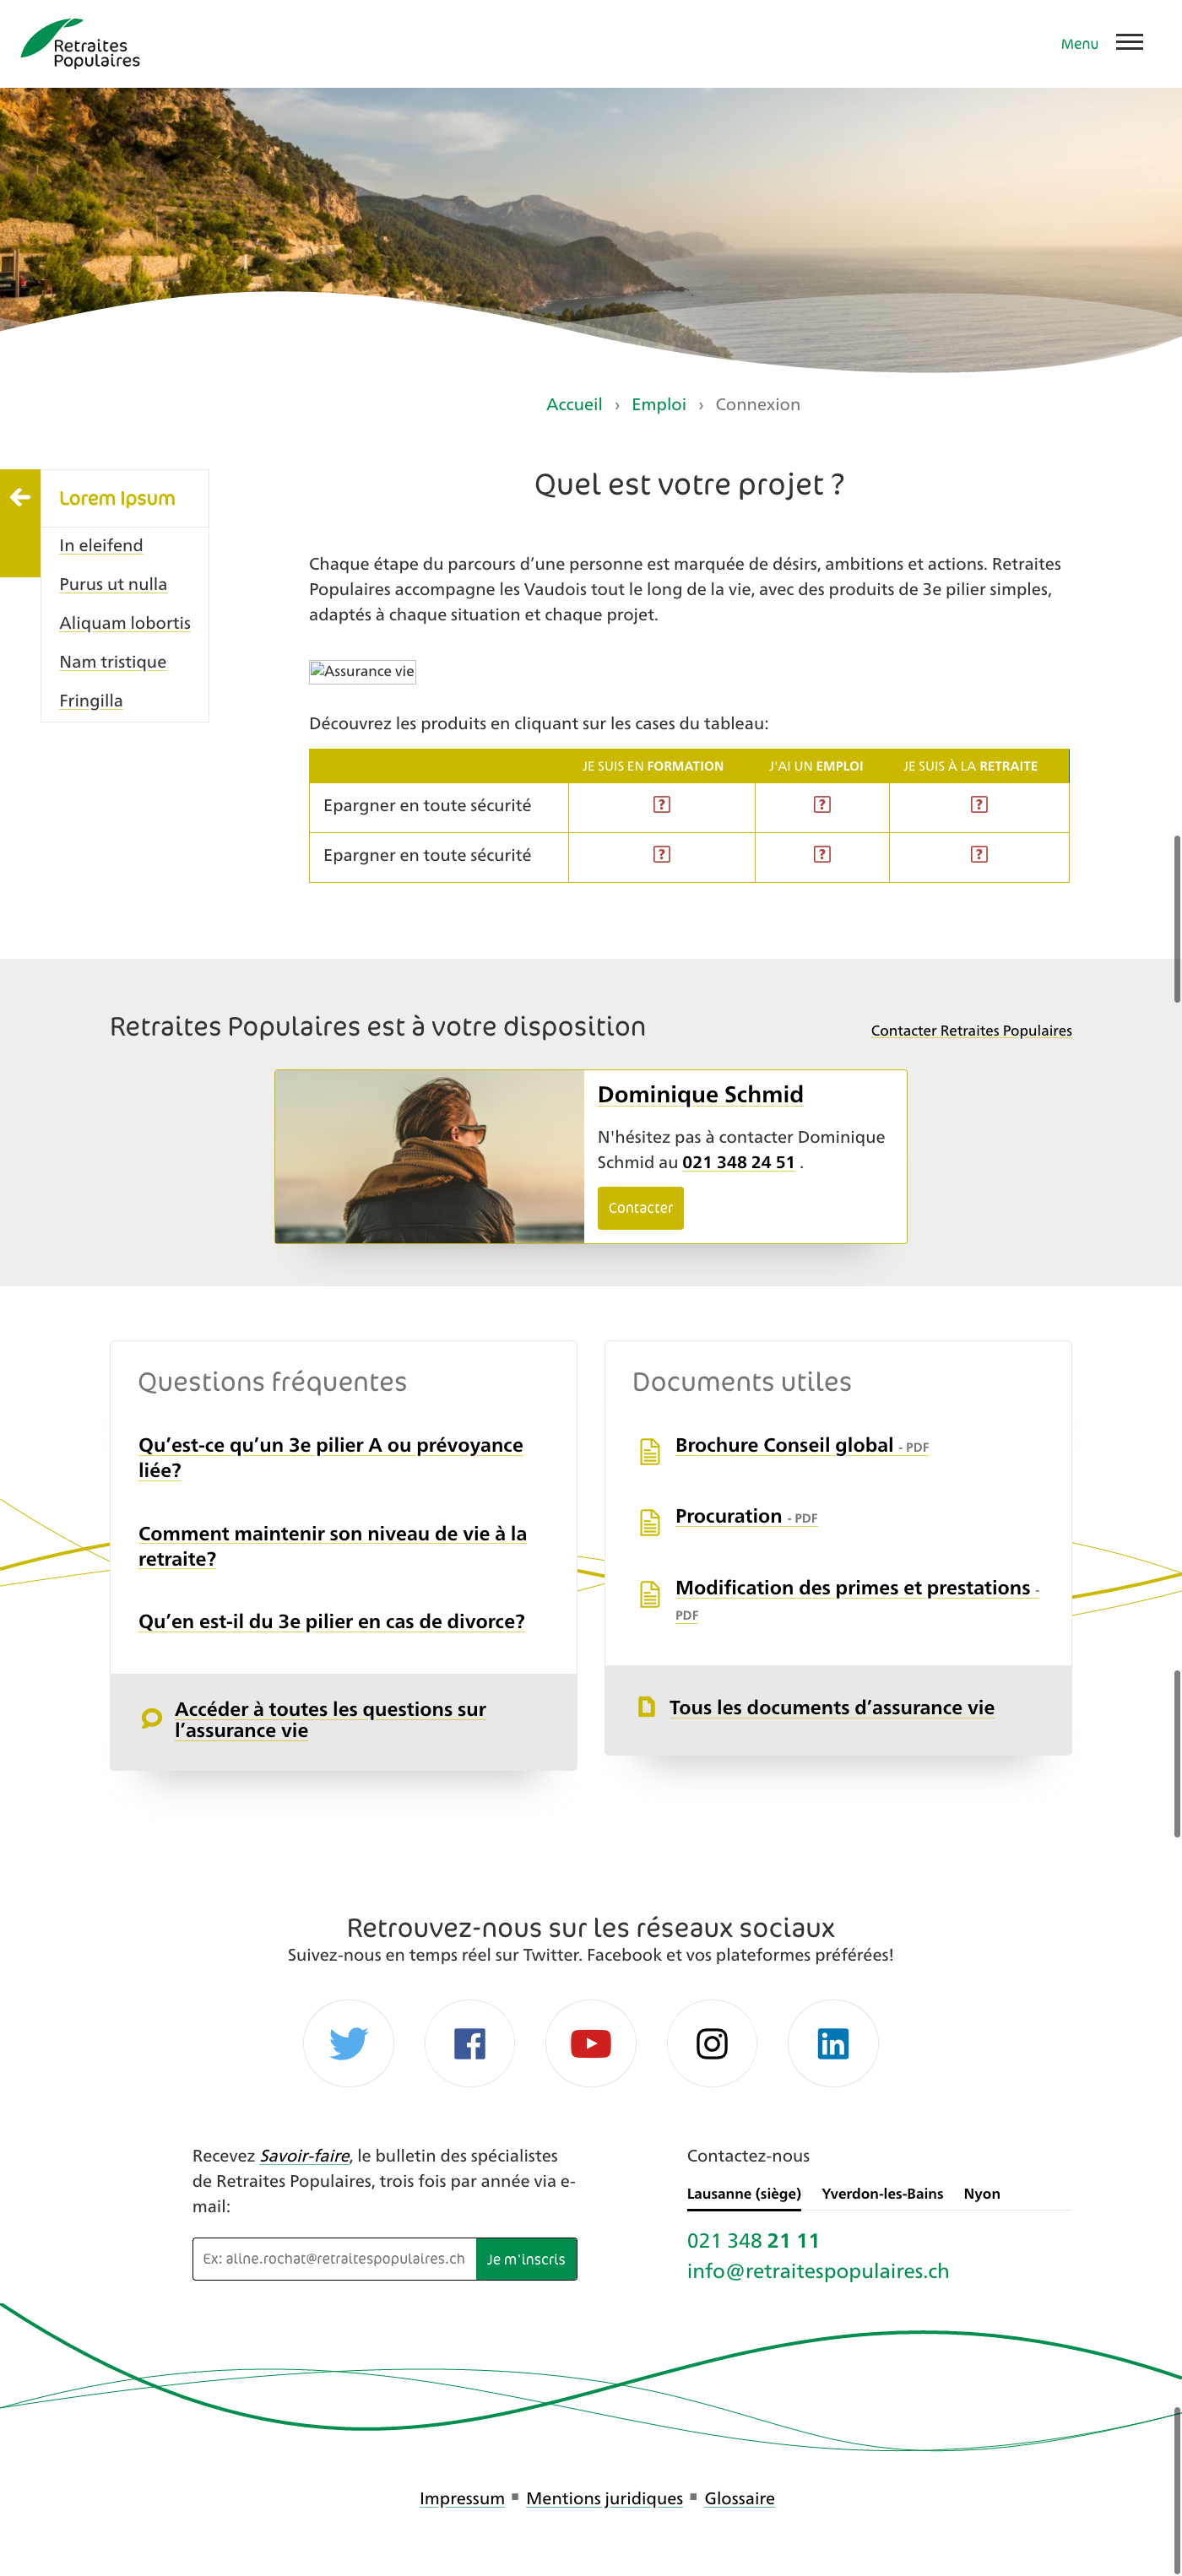 Retraites
Populaires
Menu
Accueil › Emploi › Connexion
Lorem Ipsum
In eleifend
Purus ut nulla
Aliquam lobortis
Nam tristique
Fringilla
Quel est votre projet ?
Chaque étape du parcours d’une personne est marquée de désirs, ambitions et actions. Retraites
Populaires accompagne les Vaudois tout le long de la vie, avec des produits de 3e pilier simples,
adaptés à chaque situation et chaque projet.
Assurance vie
Découvrez les produits en cliquant sur les cases du tableau:
JE SUIS EN FORMATION J'AI UN EMPLOI JE SUIS À LA RETRAITE
Epargner en toute sécurité ? ? ?
Epargner en toute sécurité ? ? ?
Retraites Populaires est à votre disposition
Contacter Retraites Populaires
Dominique Schmid
N'hésitez pas à contacter Dominique
Schmid au 021 348 24 51 .
Contacter
Questions fréquentes
Qu’est-ce qu’un 3e pilier A ou prévoyance
liée?
Comment maintenir son niveau de vie à la
retraite?
Qu’en est-il du 3e pilier en cas de divorce?
Accéder à toutes les questions sur
l’assurance vie
Documents utiles
Brochure Conseil global - PDF
Procuration - PDF
Modification des primes et prestations -
PDF
Tous les documents d’assurance vie
Retrouvez-nous sur les réseaux sociaux
Suivez-nous en temps réel sur Twitter. Facebook et vos plateformes préférées!
Recevez Savoir-faire, le bulletin des spécialistes
de Retraites Populaires, trois fois par année via e-
mail:
Ex: aline.rochat@retraitespopulaires.ch
Je m'inscris
Contactez-nous
Lausanne (siège) Yverdon-les-Bains Nyon
021 348 21 11
info@retraitespopulaires.ch
Impressum ▪ Mentions juridiques ▪ Glossaire